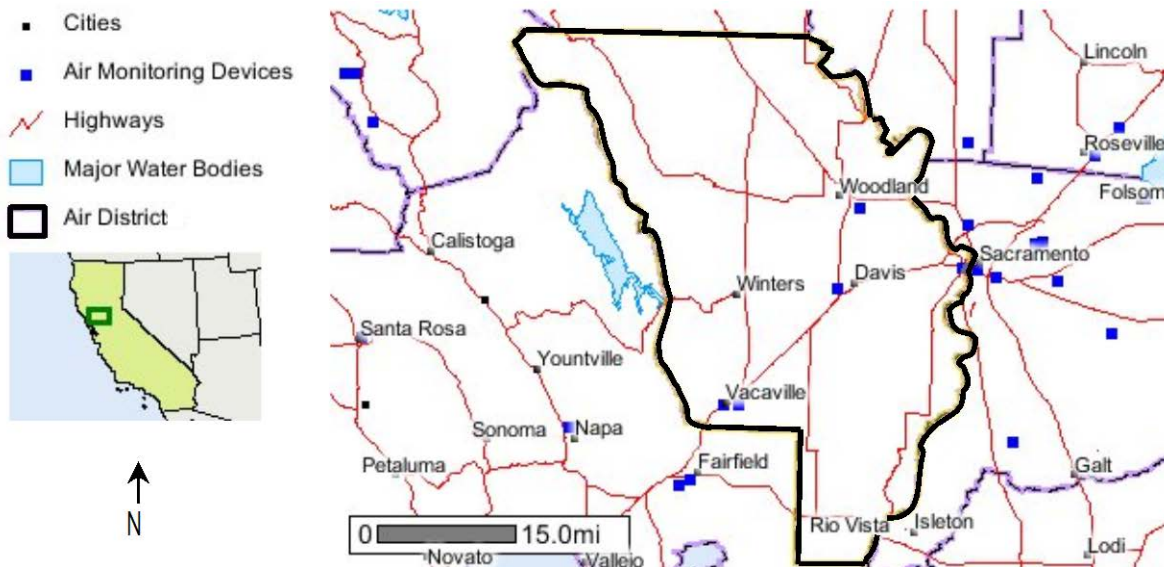 Cities
Air Monitoring Devices
Highways
Major Water Bodies
Air District
N
Lincoln
Roseville
Folsom
Woodland
Calistoga
Sacramento
Winters
Davis
Santa Rosa
Yountville
Vacaville
Sonoma
Napa
Petaluma
Fairfield
Galt
Rio Vista
Isleton
0 15.0mi
Novato
Vallejo
Lodi